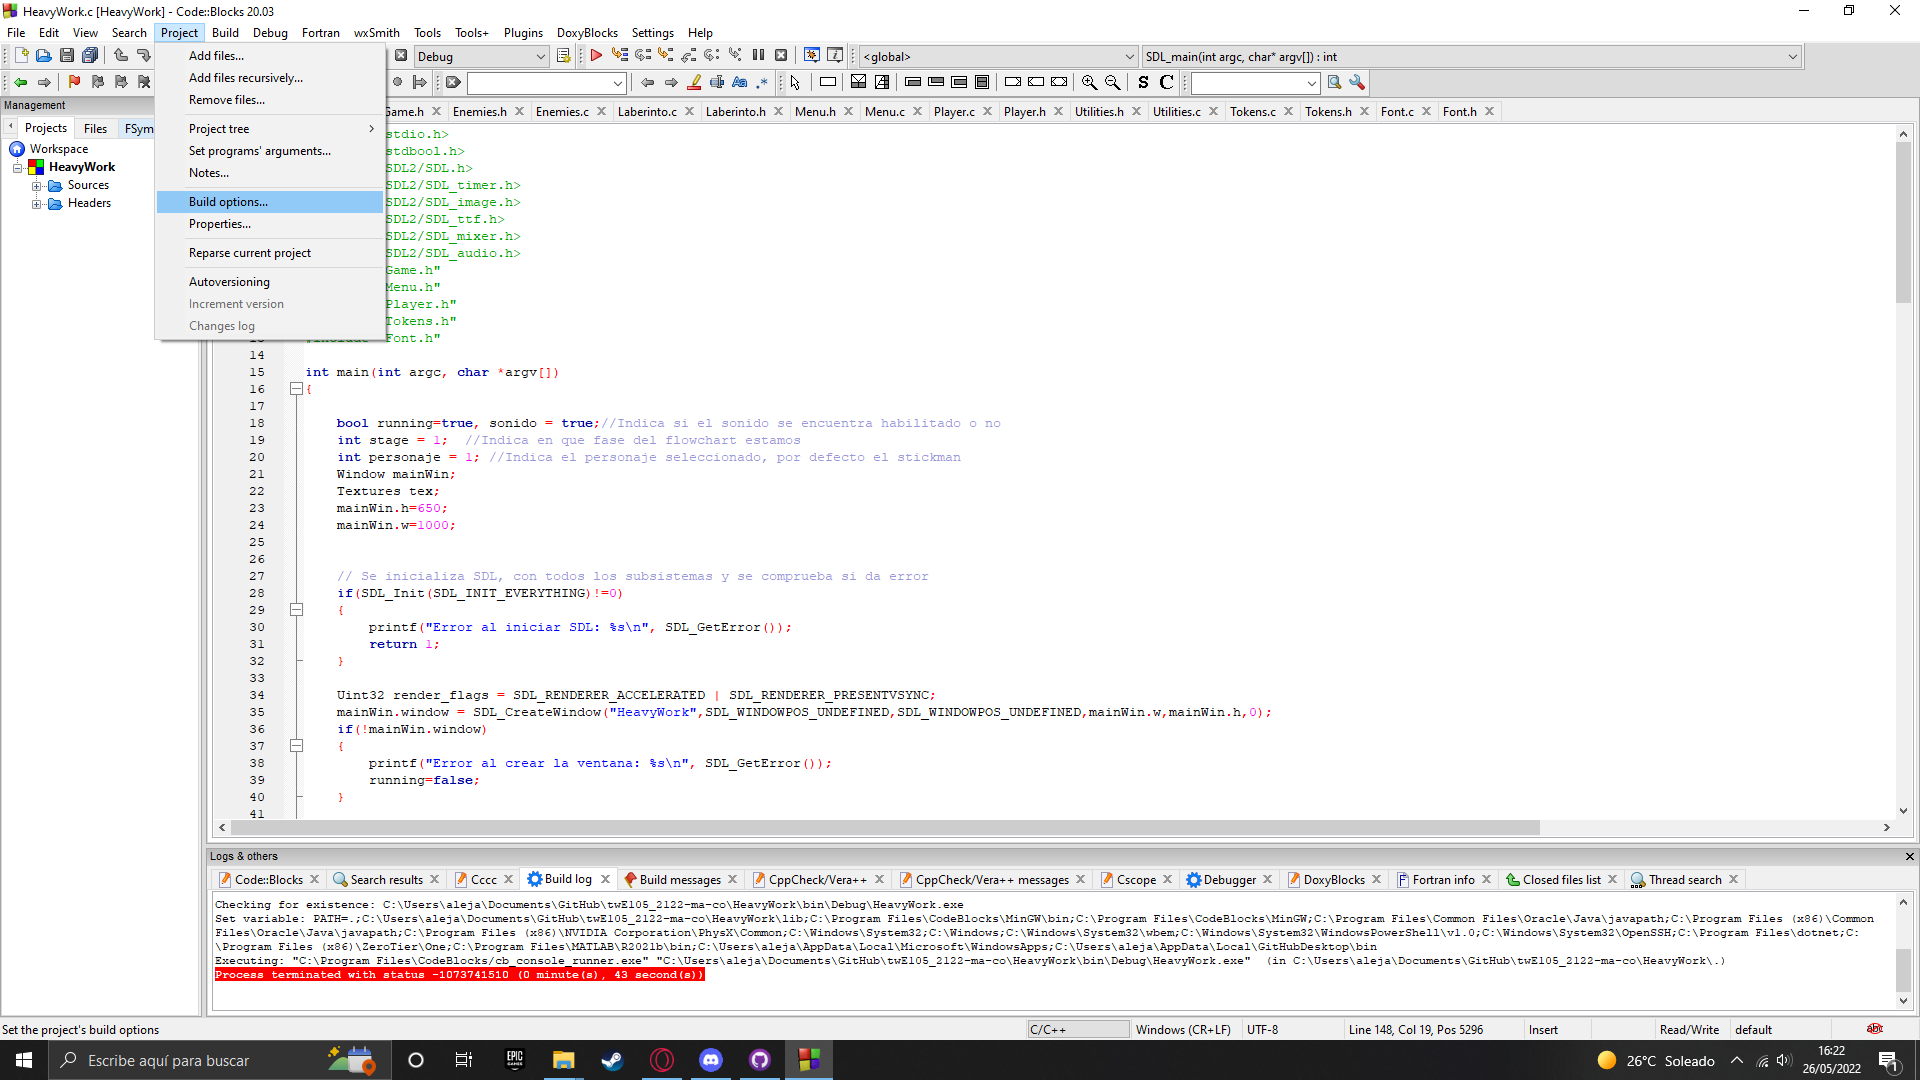 HeavyWork.c [HeavyWork] - Code::Blocks 20.03
File Edit View Search Project Build Debug Fortran wxSmith Tools Tools+ Plugins DoxyBlocks Settings Help
Debug <global> SDL_main(int argc, char* argv[]) : int
S C
Management
Projects Files FSym
Workspace
HeavyWork
Sources
Headers
Add files...
Add files recursively...
Remove files...
Project tree
Set programs' arguments...
Notes...
Build options...
Properties...
Reparse current project
Autoversioning
Increment version
Changes log
Game.h Enemies.h Enemies.c Laberinto.c Laberinto.h Menu.h Menu.c Player.c Player.h Utilities.h Utilities.c Tokens.c Tokens.h Font.c Font.h
stdio.h>
stdbool.h>
SDL2/SDL.h>
SDL2/SDL_timer.h>
SDL2/SDL_image.h>
SDL2/SDL_ttf.h>
SDL2/SDL_mixer.h>
SDL2/SDL_audio.h>
Game.h"
Menu.h"
Player.h"
Tokens.h"
Font.h"
14
15 int main(int argc, char *argv[])
16 {
17
18 bool running=true, sonido = true;//Indica si el sonido se encuentra habilitado o no
19 int stage = 1; //Indica en que fase del flowchart estamos
20 int personaje = 1; //Indica el personaje seleccionado, por defecto el stickman
21 Window mainWin;
22 Textures tex;
23 mainWin.h=650;
24 mainWin.w=1000;
25
26
27 // Se inicializa SDL, con todos los subsistemas y se comprueba si da error
28 if(SDL_Init(SDL_INIT_EVERYTHING)!=0)
29 {
30 printf("Error al iniciar SDL: %s\n", SDL_GetError());
31 return 1;
32 }
33
34 Uint32 render_flags = SDL_RENDERER_ACCELERATED | SDL_RENDERER_PRESENTVSYNC;
35 mainWin.window = SDL_CreateWindow("HeavyWork",SDL_WINDOWPOS_UNDEFINED,SDL_WINDOWPOS_UNDEFINED,mainWin.w,mainWin.h,0);
36 if(!mainWin.window)
37 {
38 printf("Error al crear la ventana: %s\n", SDL_GetError());
39 running=false;
40 }
41
Logs & others
Code::Blocks Search results Cccc Build log Build messages CppCheck/Vera++ CppCheck/Vera++ messages Cscope Debugger DoxyBlocks Fortran info Closed files list Thread search
Checking for existence: C:\Users\aleja\Documents\GitHub\twE105_2122-ma-co\HeavyWork\bin\Debug\HeavyWork.exe
Set variable: PATH=.;C:\Users\aleja\Documents\GitHub\twE105_2122-ma-co\HeavyWork\lib;C:\Program Files\CodeBlocks\MinGW\bin;C:\Program Files\CodeBlocks\MinGW;C:\Program Files\Common Files\Oracle\Java\javapath;C:\Program Files (x86)\Common
Files\Oracle\Java\javapath;C:\Program Files (x86)\NVIDIA Corporation\PhysX\Common;C:\Windows\System32;C:\Windows;C:\Windows\System32\wbem;C:\Windows\System32\WindowsPowerShell\v1.0;C:\Windows\System32\OpenSSH;C:\Program Files\dotnet;C:
\Program Files (x86)\ZeroTier\One;C:\Program Files\MATLAB\R2021b\bin;C:\Users\aleja\AppData\Local\Microsoft\WindowsApps;C:\Users\aleja\AppData\Local\GitHubDesktop\bin
Executing: "C:\Program Files\CodeBlocks/cb_console_runner.exe" "C:\Users\aleja\Documents\GitHub\twE105_2122-ma-co\HeavyWork\bin\Debug\HeavyWork.exe" (in C:\Users\aleja\Documents\GitHub\twE105_2122-ma-co\HeavyWork\.)
Process terminated with status -1073741510 (0 minute(s), 43 second(s))
Set the project's build options C/C++ Windows (CR+LF) UTF-8 Line 148, Col 19, Pos 5296 Insert Read/Write default abc
Escribe aquí para buscar EPIC GAMES 26°C Soleado 16:22
26/05/2022 1